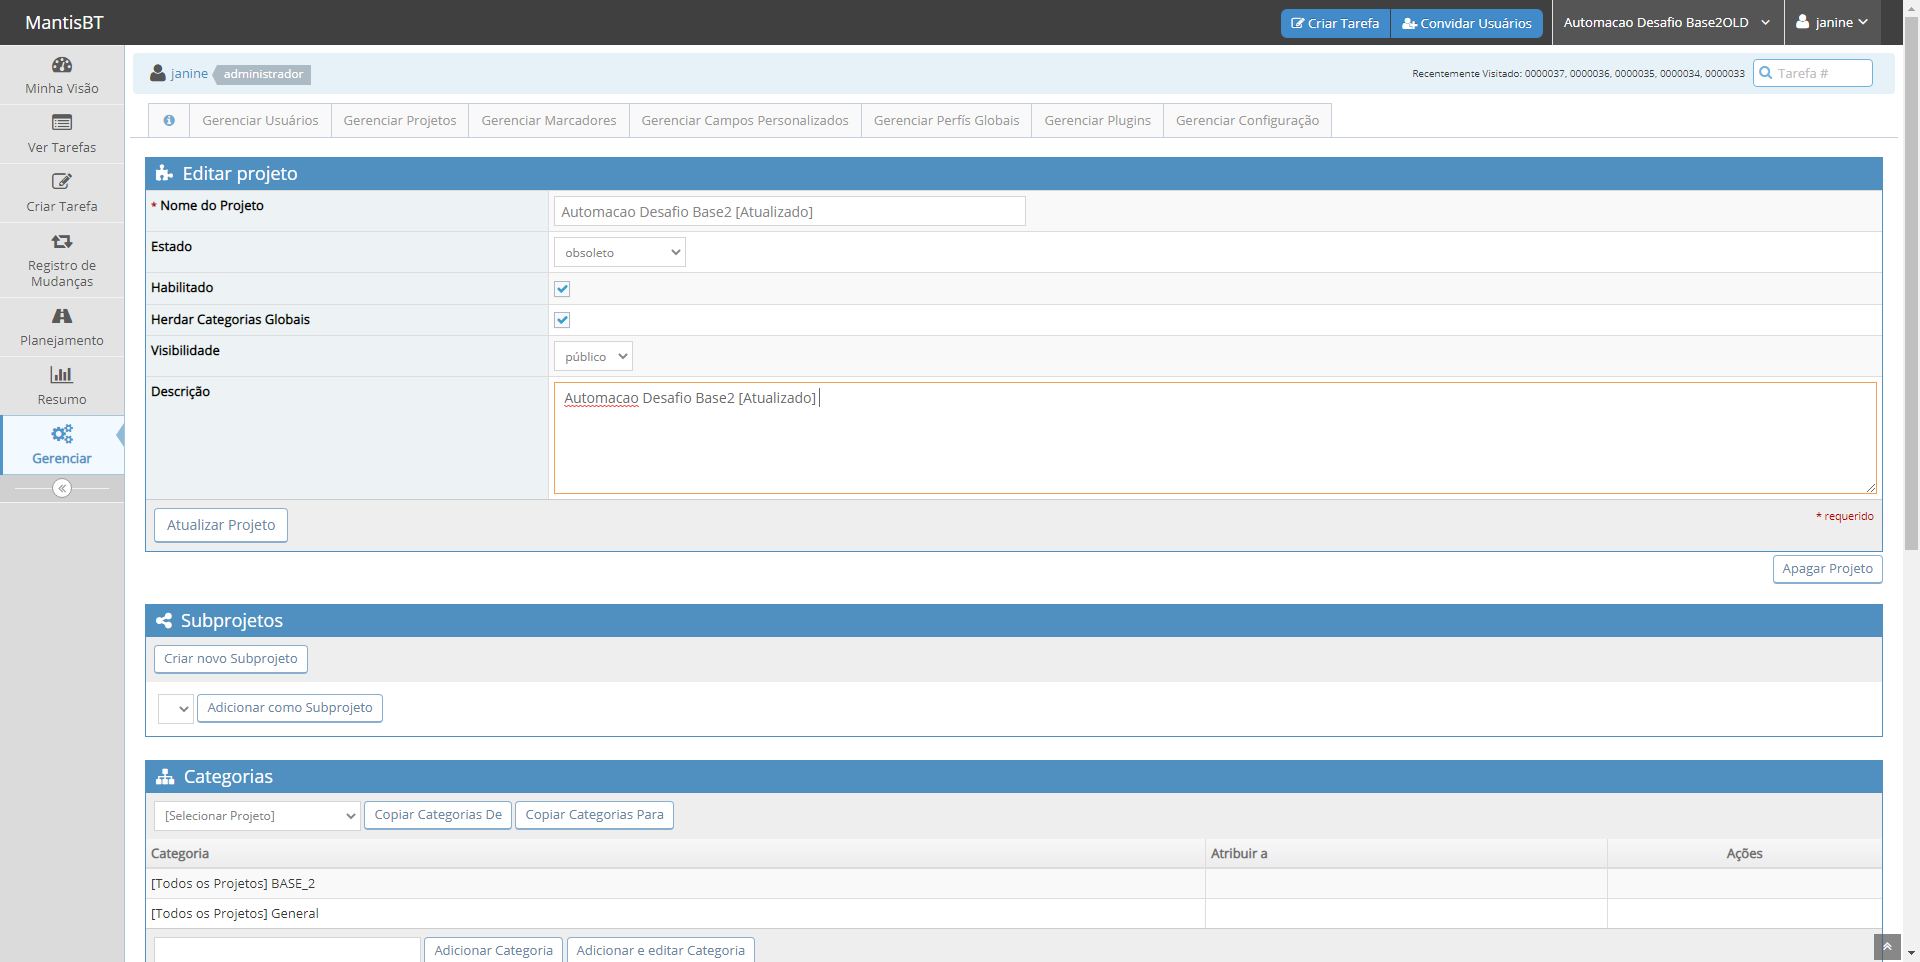 MantisBT
Criar Tarefa
Convidar Usuários
Automacao Desafio Base2OLD
janine
Minha Visão
Ver Tarefas
Criar Tarefa
Registro de
Mudanças
Planejamento
Resumo
Gerenciar
janine administrador
Recentemente Visitado: 0000037, 0000036, 0000035, 0000034, 0000033
Tarefa #
Gerenciar Usuários
Gerenciar Projetos
Gerenciar Marcadores
Gerenciar Campos Personalizados
Gerenciar Perfís Globais
Gerenciar Plugins
Gerenciar Configuração
Editar projeto
* Nome do Projeto
Automacao Desafio Base2 [Atualizado]
Estado
obsoleto
Habilitado
Herdar Categorias Globais
Visibilidade
público
Descrição
Automacao Desafio Base2 [Atualizado]
Atualizar Projeto
* requerido
Apagar Projeto
Subprojetos
Criar novo Subprojeto
Adicionar como Subprojeto
Categorias
[Selecionar Projeto]
Copiar Categorias De
Copiar Categorias Para
Categoria
Atribuir a
Ações
[Todos os Projetos] BASE_2
[Todos os Projetos] General
Adicionar Categoria
Adicionar e editar Categoria